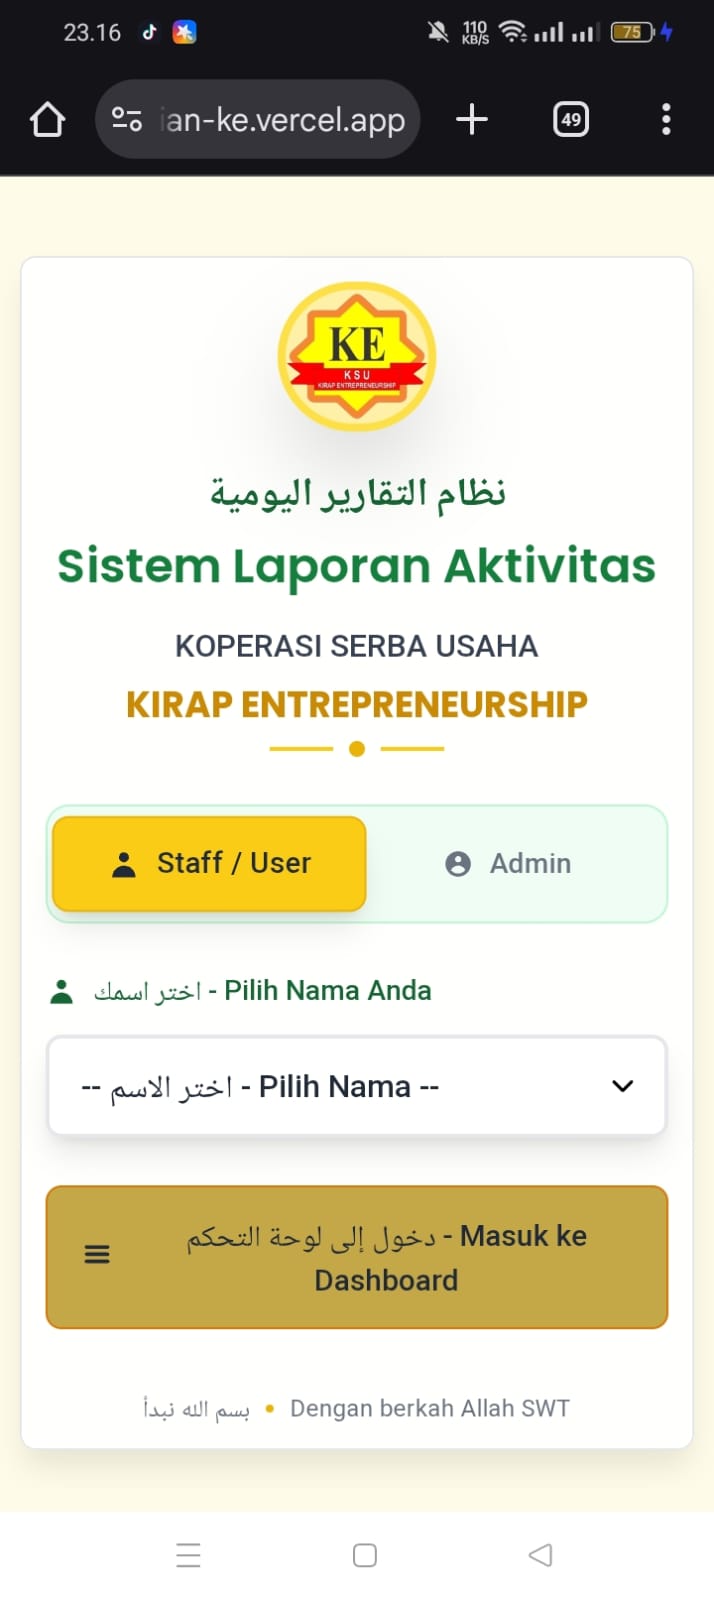 23.16
110 KB/S
75
ian-ke.vercel.app
49
KE
KSU
KIRAP ENTREPRENEURSHIP
نظام التقارير اليومية
Sistem Laporan Aktivitas
KOPERASI SERBA USAHA
KIRAP ENTREPRENEURSHIP
Staff / User
Admin
اختر اسمك - Pilih Nama Anda
-- اختر الاسم - Pilih Nama --
دخول إلى لوحة التحكم - Masuk ke
Dashboard
بسم الله نبدأ • Dengan berkah Allah SWT